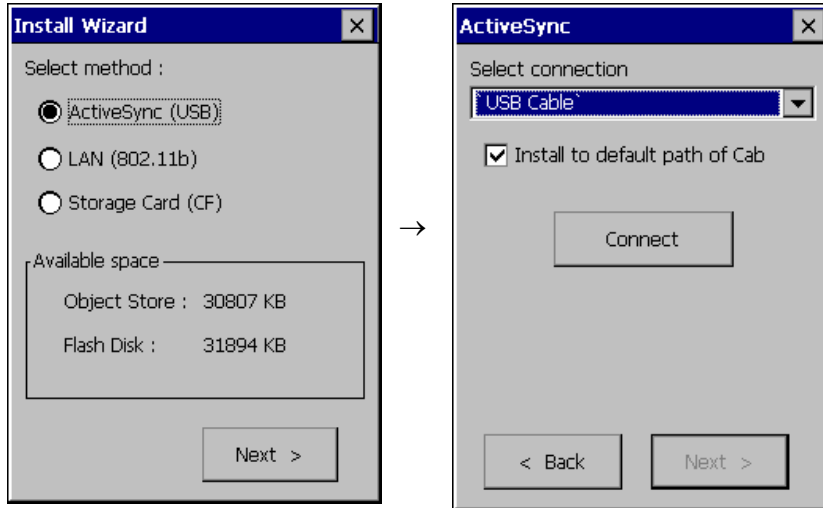 Install Wizard
Select method :
ActiveSync (USB)
LAN (802.11b)
Storage Card (CF)
Available space
Object Store : 30807 KB
Flash Disk : 31894 KB
Next >
→
ActiveSync
Select connection
`USB Cable`
Install to default path of Cab
Connect
< Back
Next >